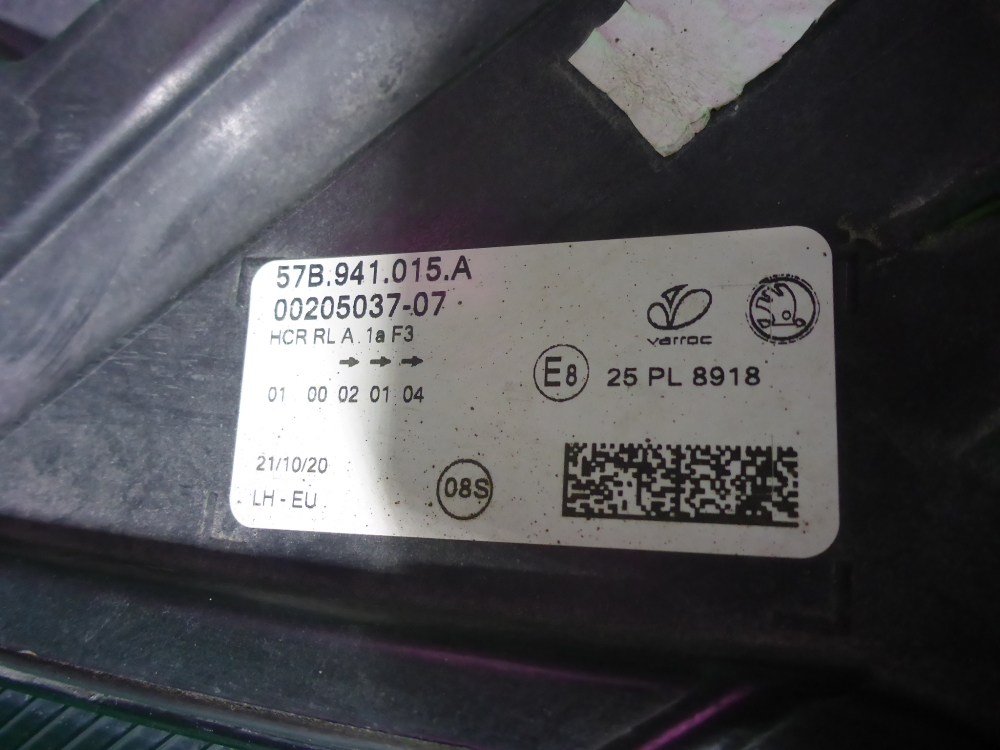 57B.941.015.A
00205037-07
HCR RL A 1a F3
01 00 02 01 04
varroc
E8 25 PL 8918
21/10/20
LH - EU
08S